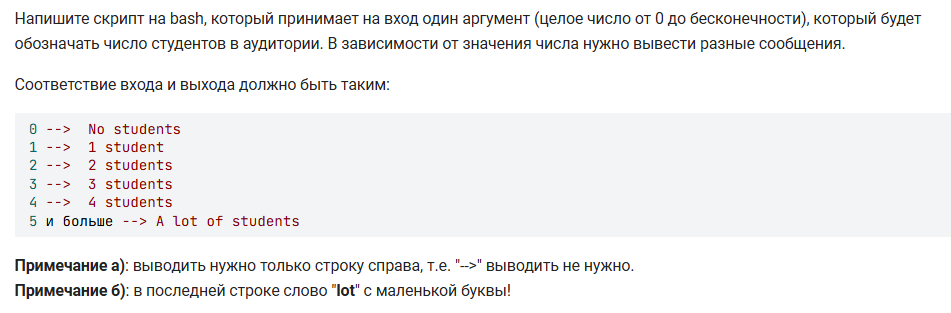 Напишите скрипт на bash, который принимает на вход один аргумент (целое число от 0 до бесконечности), который будет
обозначать число студентов в аудитории. В зависимости от значения числа нужно вывести разные сообщения.
Соответствие входа и выхода должно быть таким:
0 -->  No students
1 -->  1 student
2 -->  2 students
3 -->  3 students
4 -->  4 students
5 и больше --> A lot of students
Примечание а): выводить нужно только строку справа, т.е. "-->" выводить не нужно.
Примечание б): в последней строке слово "lot" с маленькой буквы!